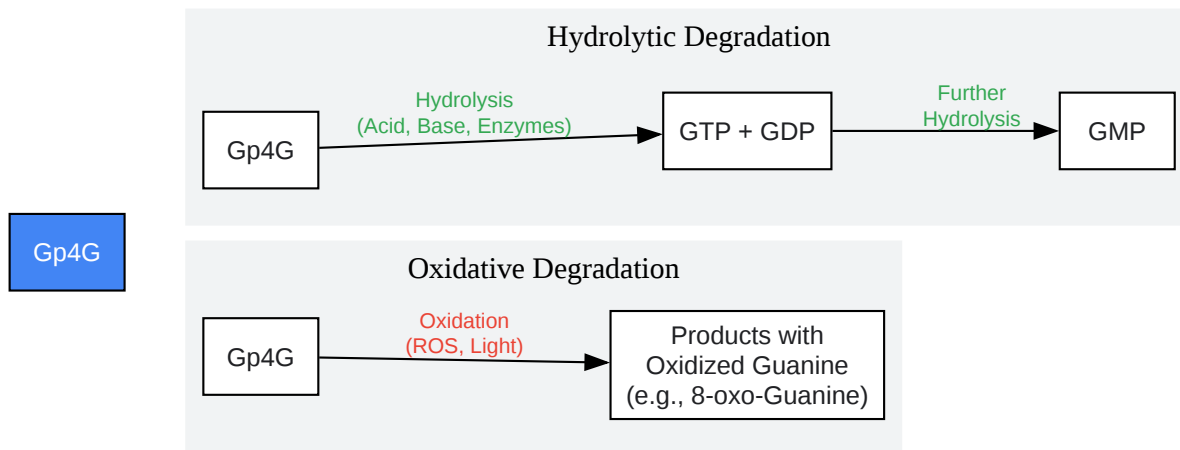 Hydrolytic Degradation
Hydrolysis
(Acid, Base, Enzymes)
Further
Hydrolysis
Gp4G
GTP + GDP
GMP
Gp4G
Oxidative Degradation
Oxidation
(ROS, Light)
Gp4G
Products with
Oxidized Guanine
(e.g., 8-oxo-Guanine)